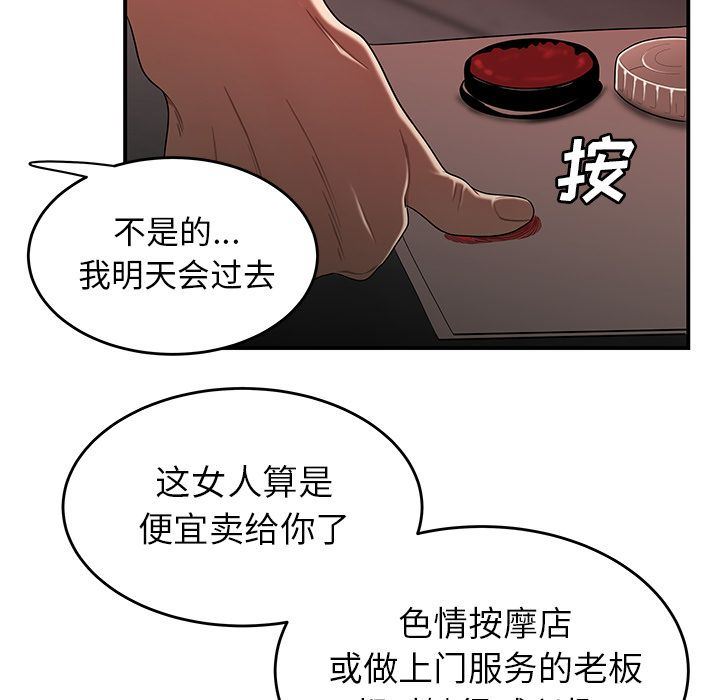 按
不是的...
我明天会过去
这女人算是
便宜卖给你了
色情按摩店
或做上门服务的老板